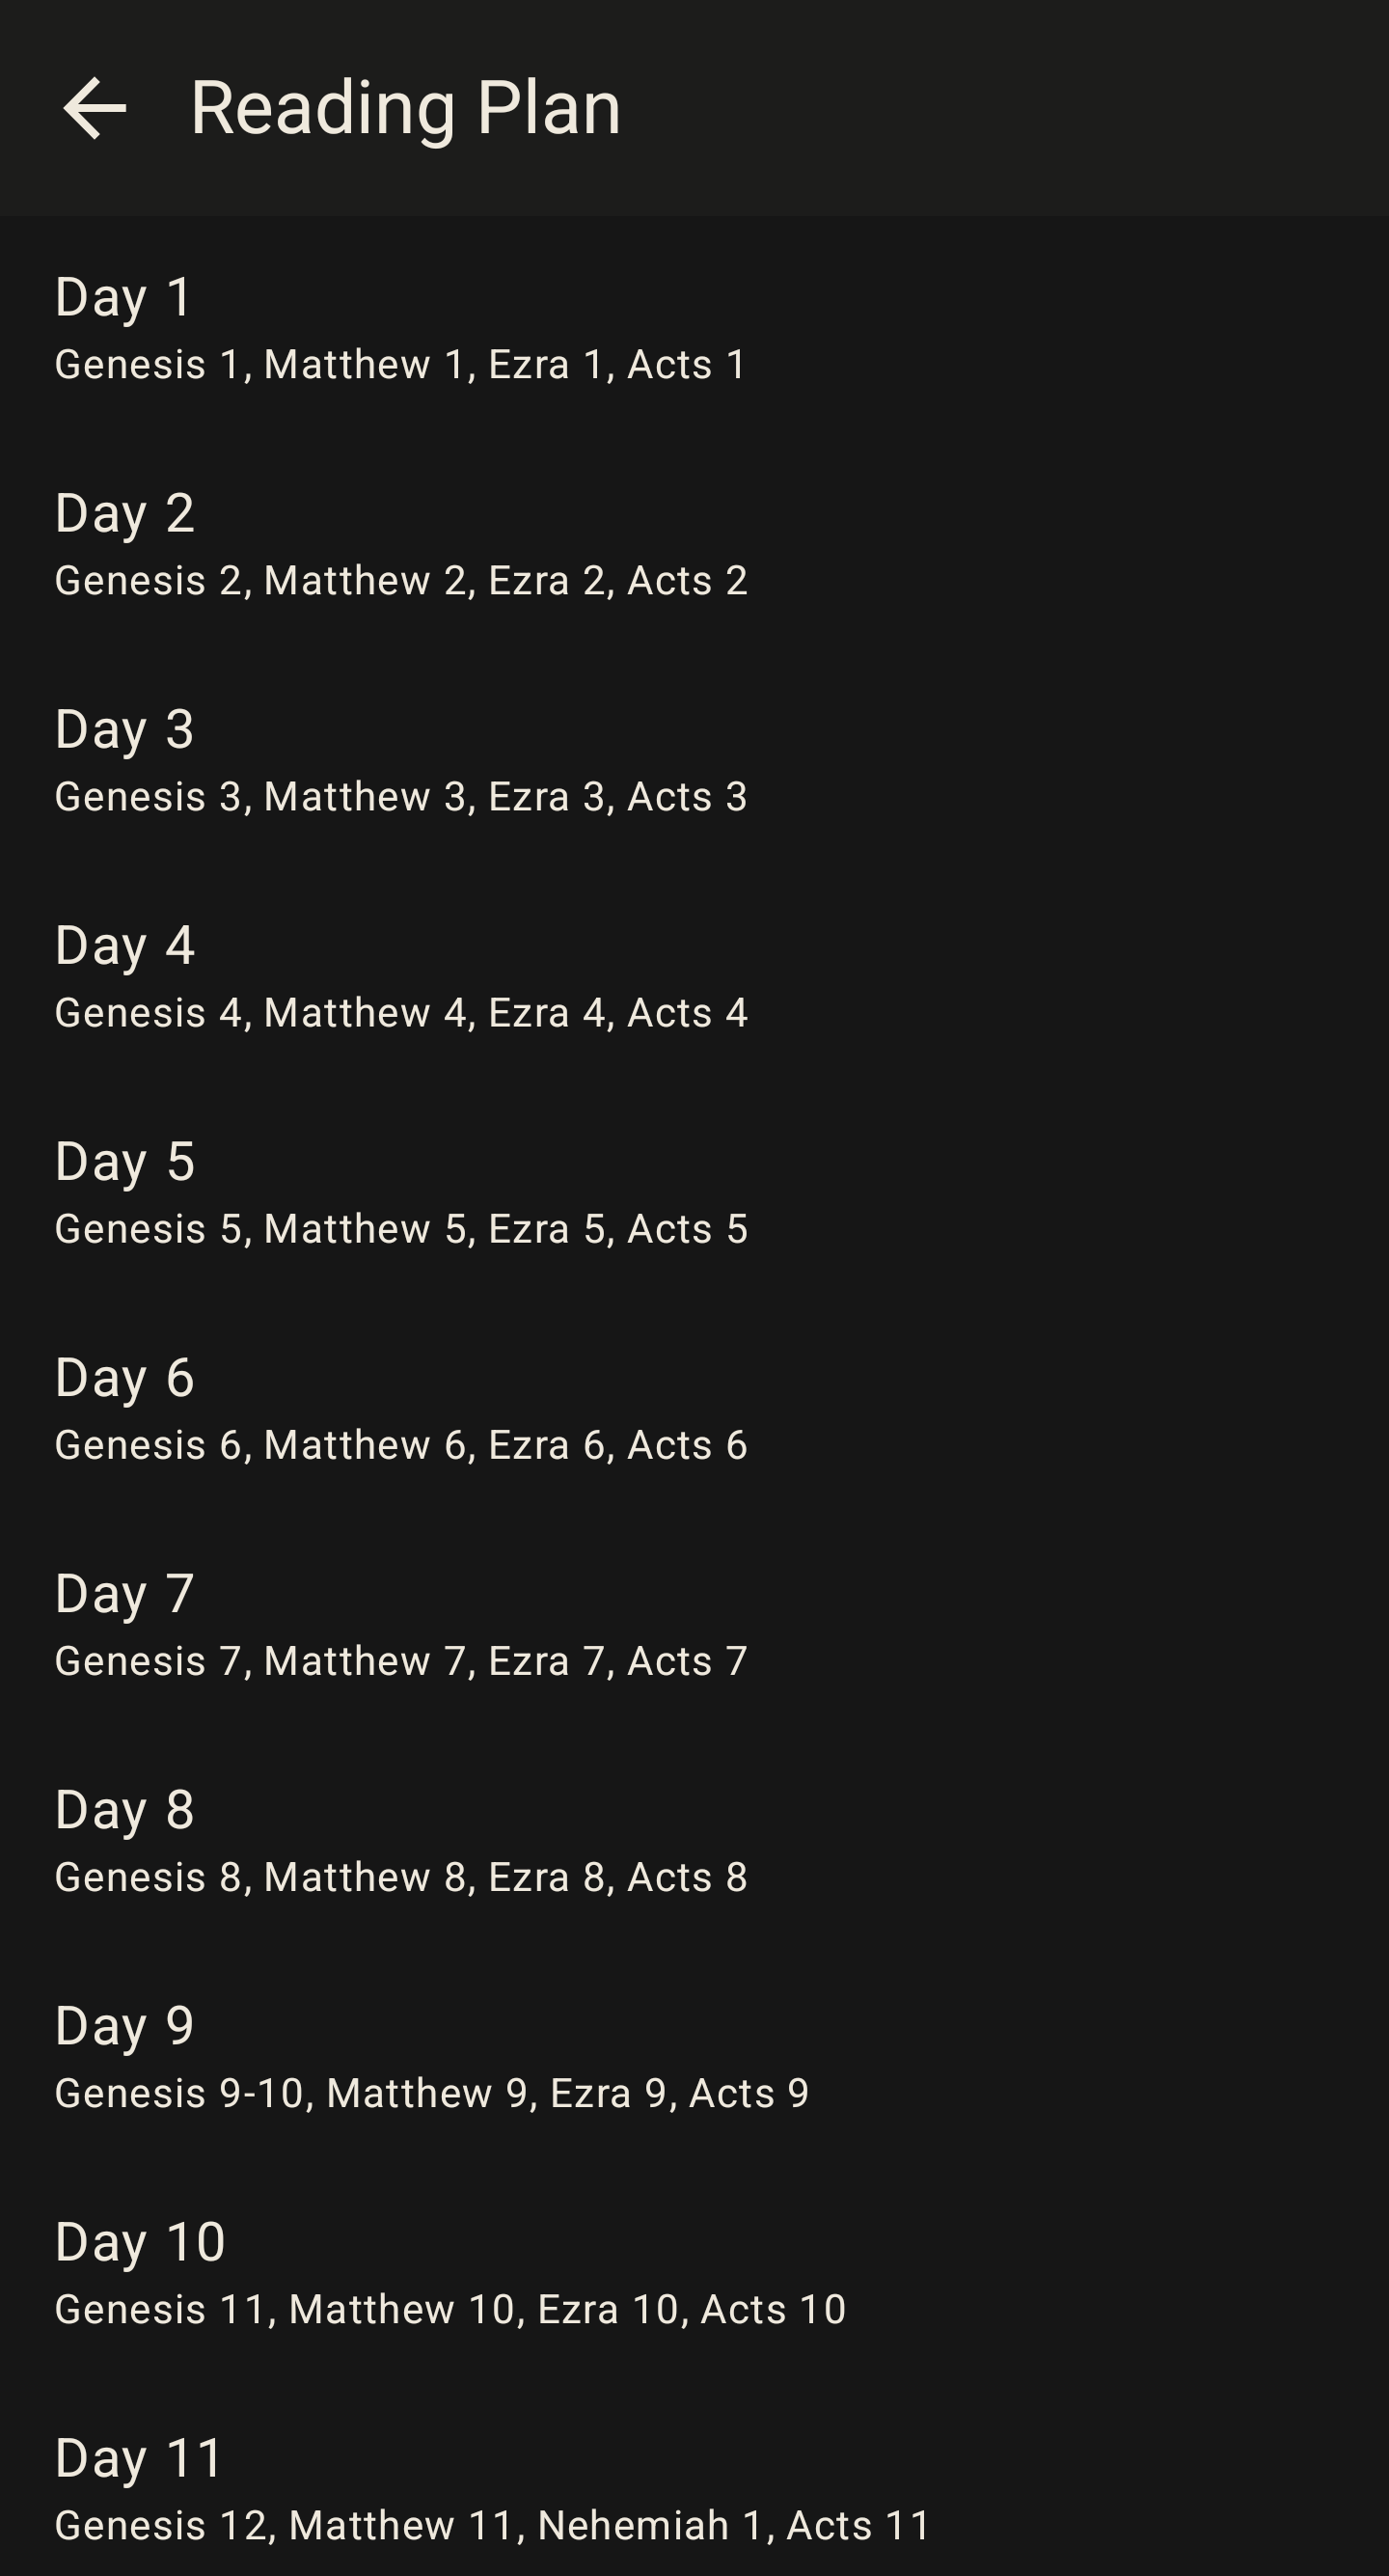 Reading Plan
Day 1
Genesis 1, Matthew 1, Ezra 1, Acts 1
Day 2
Genesis 2, Matthew 2, Ezra 2, Acts 2
Day 3
Genesis 3, Matthew 3, Ezra 3, Acts 3
Day 4
Genesis 4, Matthew 4, Ezra 4, Acts 4
Day 5
Genesis 5, Matthew 5, Ezra 5, Acts 5
Day 6
Genesis 6, Matthew 6, Ezra 6, Acts 6
Day 7
Genesis 7, Matthew 7, Ezra 7, Acts 7
Day 8
Genesis 8, Matthew 8, Ezra 8, Acts 8
Day 9
Genesis 9-10, Matthew 9, Ezra 9, Acts 9
Day 10
Genesis 11, Matthew 10, Ezra 10, Acts 10
Day 11
Genesis 12, Matthew 11, Nehemiah 1, Acts 11